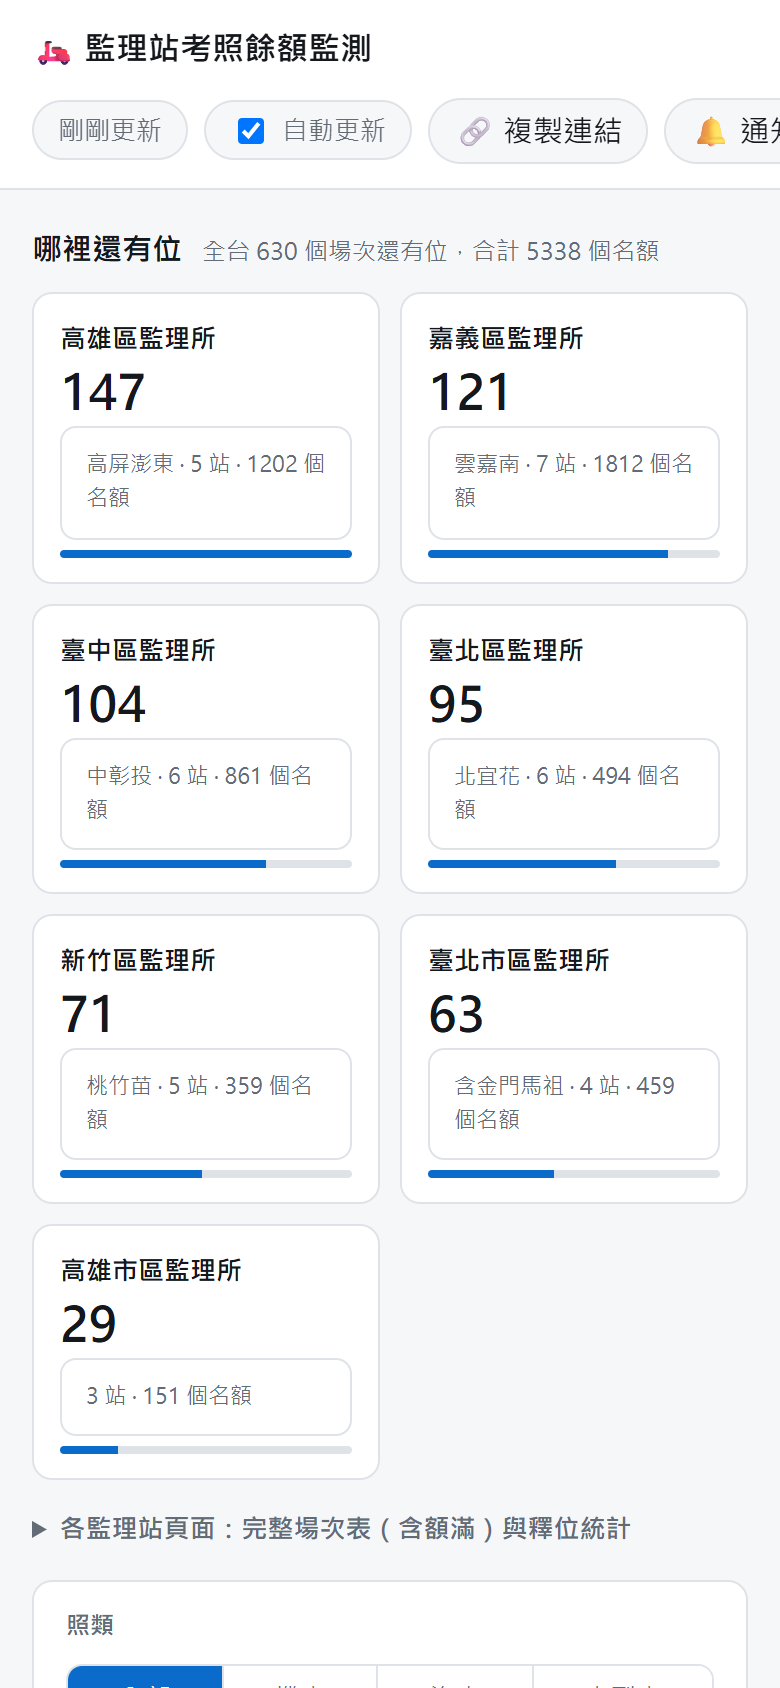 監理站考照餘額監測
剛剛更新
自動更新
複製連結
通知
哪裡還有位 全台 630 個場次還有位，合計 5338 個名額
高雄區監理所
147
高屏澎東 · 5 站 · 1202 個
名額
嘉義區監理所
121
雲嘉南 · 7 站 · 1812 個名
額
臺中區監理所
104
中彰投 · 6 站 · 861 個名
額
臺北區監理所
95
北宜花 · 6 站 · 494 個名
額
新竹區監理所
71
桃竹苗 · 5 站 · 359 個名
額
臺北市區監理所
63
含金門馬祖 · 4 站 · 459
個名額
高雄市區監理所
29
3 站 · 151 個名額
各監理站頁面：完整場次表（含額滿）與釋位統計
照類